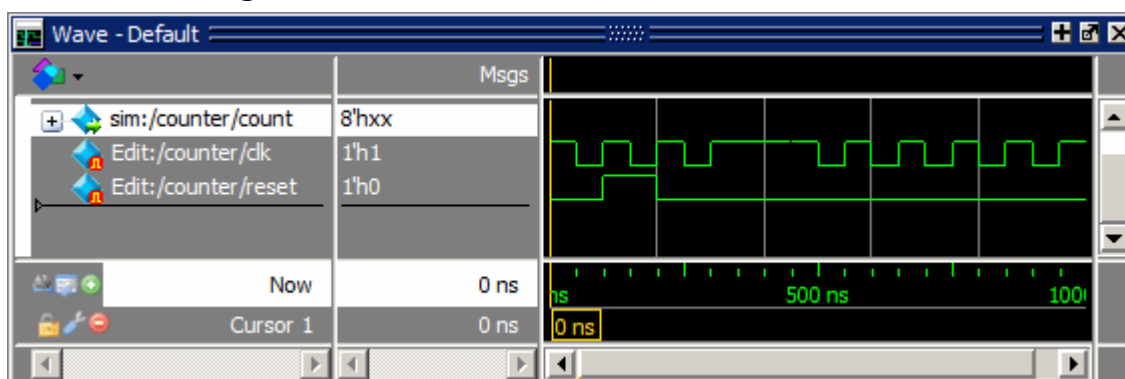 Wave - Default
Msgs
sim:/counter/count 8'hxx
Edit:/counter/clk 1'h1
Edit:/counter/reset 1'h0
Now 0 ns
ns 500 ns 100
Cursor 1 0 ns 0 ns